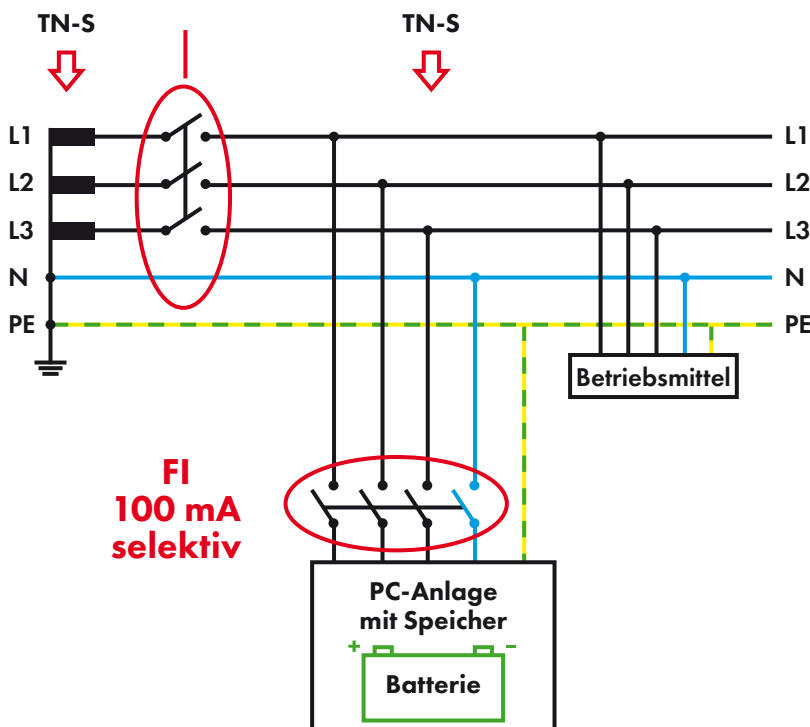 TN-S
TN-S
L1
L1
L2
L2
L3
L3
N
N
PE
PE
Betriebsmittel
FI
100 mA
selektiv
PC-Anlage
mit Speicher
+
-
Batterie